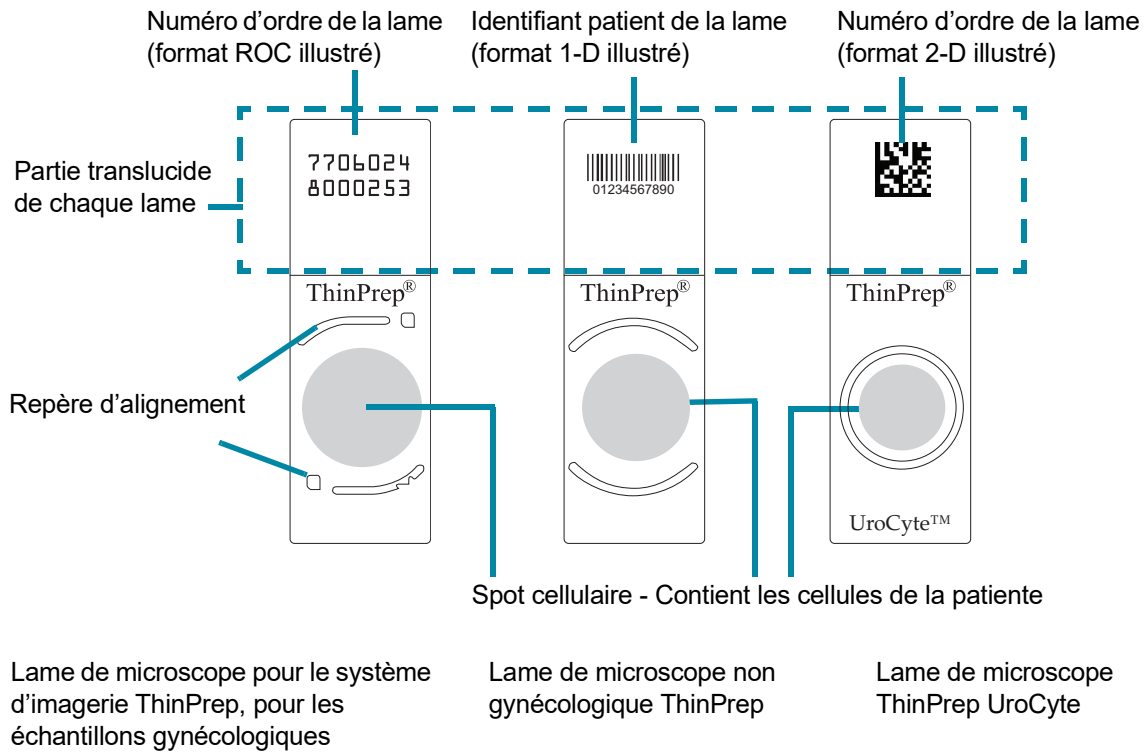 Numéro d’ordre de la lame
(format ROC illustré)
Identifiant patient de la lame
(format 1-D illustré)
Numéro d’ordre de la lame
(format 2-D illustré)
Partie translucide
de chaque lame
7706024
8000253
01234567890
ThinPrep®
ThinPrep®
ThinPrep®
Repère d’alignement
UroCyte™
Spot cellulaire - Contient les cellules de la patiente
Lame de microscope pour le système
d’imagerie ThinPrep, pour les
échantillons gynécologiques
Lame de microscope non
gynécologique ThinPrep
Lame de microscope
ThinPrep UroCyte